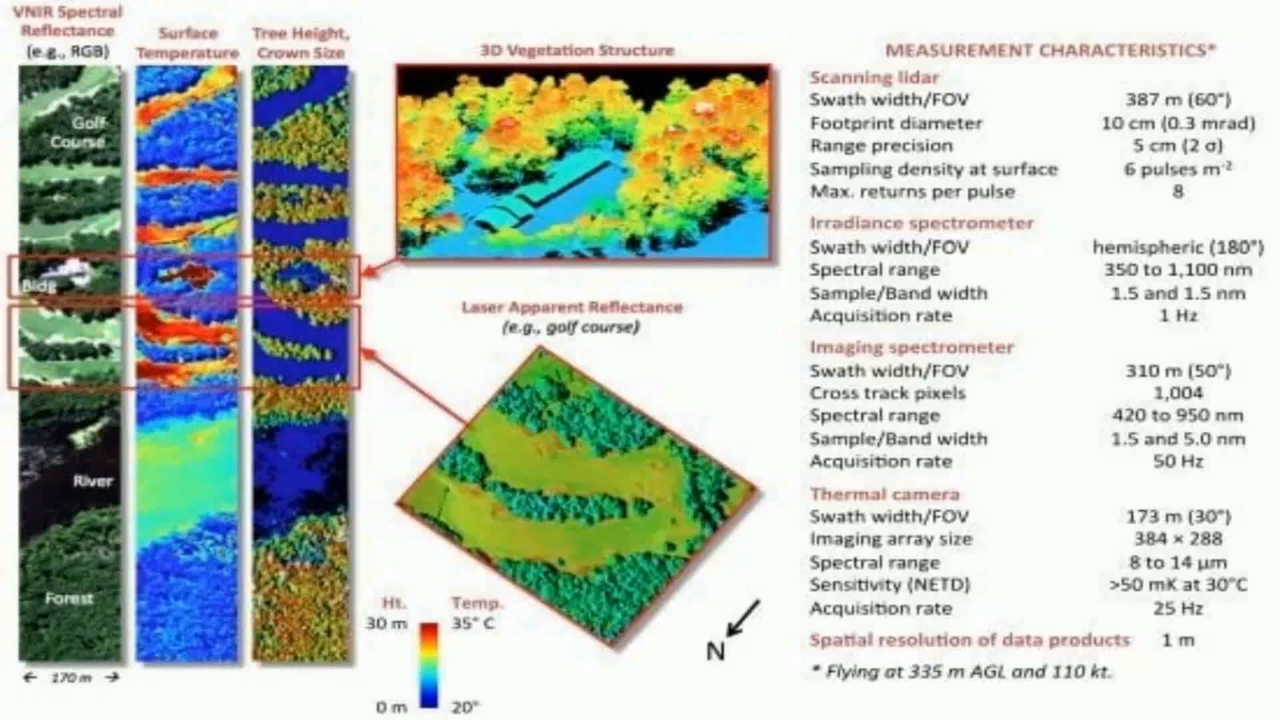 VNIR Spectral
Reflectance
(e.g., RGB)
Surface
Temperature
Tree Height,
Crown Size
Golf
Course
Bldg
River
Forest
← 170 m →
3D Vegetation Structure
Laser Apparent Reflectance
(e.g., golf course)
Ht. Temp.
30 m 35° C
0 m 20°
N
MEASUREMENT CHARACTERISTICS*
Scanning lidar
Swath width/FOV 387 m (60°)
Footprint diameter 10 cm (0.3 mrad)
Range precision 5 cm (2 σ)
Sampling density at surface 6 pulses m-2
Max. returns per pulse 8
Irradiance spectrometer
Swath width/FOV hemispheric (180°)
Spectral range 350 to 1,100 nm
Sample/Band width 1.5 and 1.5 nm
Acquisition rate 1 Hz
Imaging spectrometer
Swath width/FOV 310 m (50°)
Cross track pixels 1,004
Spectral range 420 to 950 nm
Sample/Band width 1.5 and 5.0 nm
Acquisition rate 50 Hz
Thermal camera
Swath width/FOV 173 m (30°)
Imaging array size 384 × 288
Spectral range 8 to 14 µm
Sensitivity (NETD) >50 mK at 30°C
Acquisition rate 25 Hz
Spatial resolution of data products 1 m
* Flying at 335 m AGL and 110 kt.